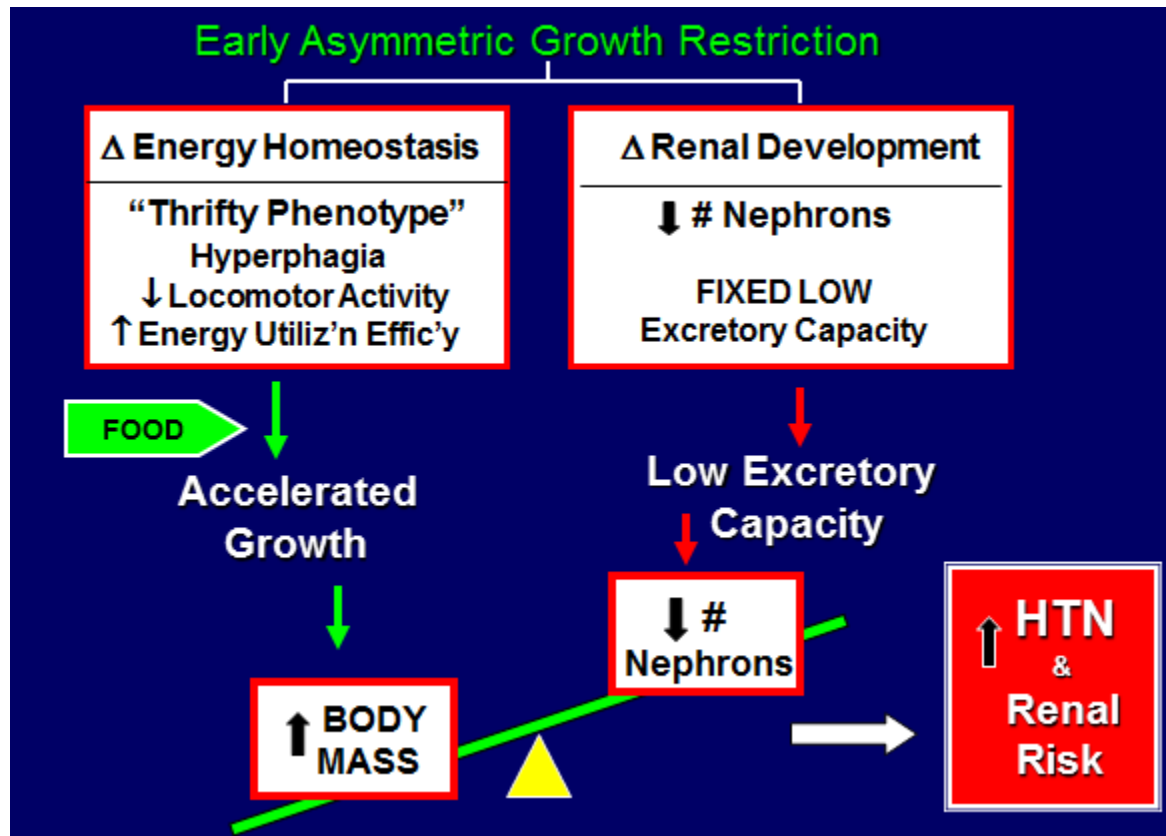 Early Asymmetric Growth Restriction
Δ Energy Homeostasis
“Thrifty Phenotype”
Hyperphagia
↓ Locomotor Activity
↑ Energy Utiliz’n Effic’y
Δ Renal Development
⬇ # Nephrons
FIXED LOW
Excretory Capacity
FOOD
Accelerated
Growth
Low Excretory
Capacity
⬇ #
Nephrons
⬆ BODY
MASS
⬆ HTN
&
Renal
Risk